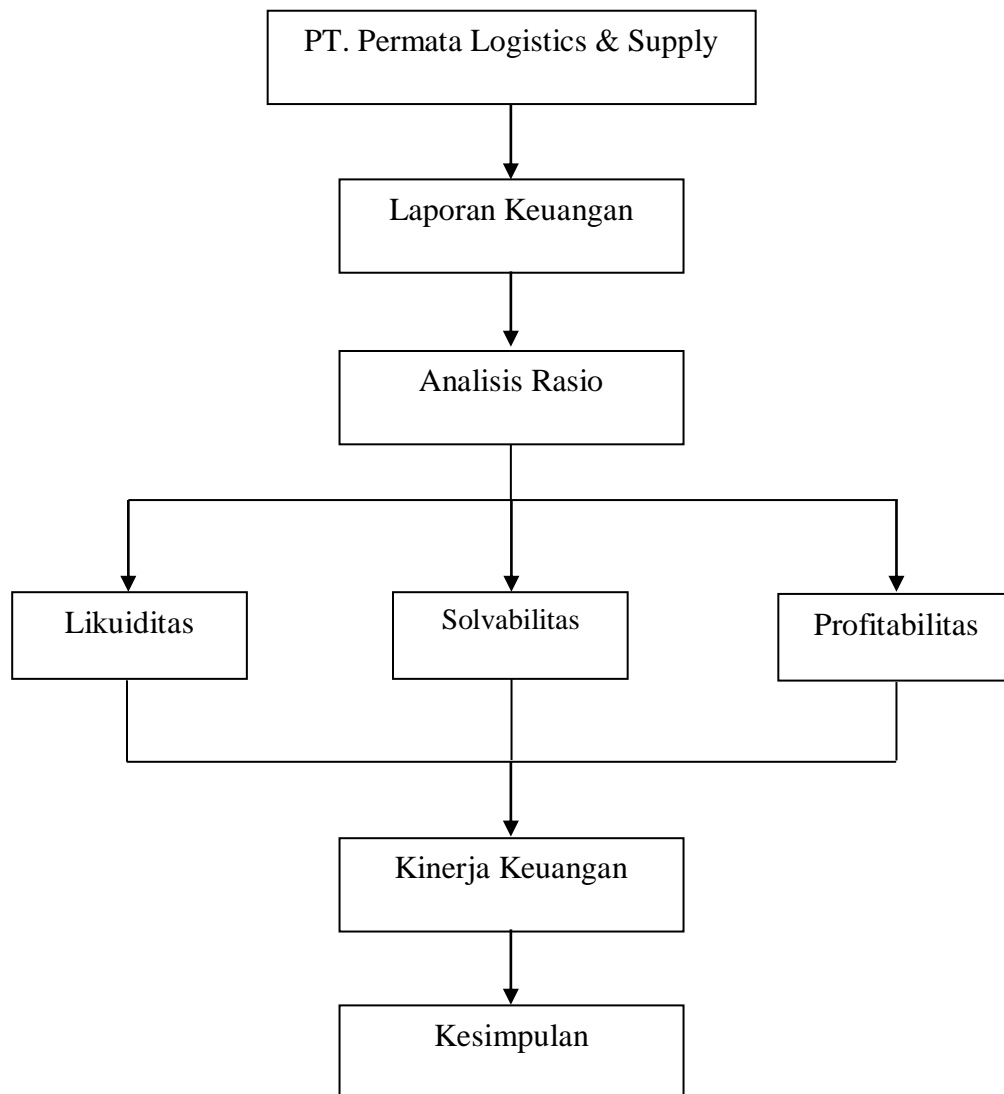 PT. Permata Logistics & Supply
Laporan Keuangan
Analisis Rasio
Likuiditas
Solvabilitas
Profitabilitas
Kinerja Keuangan
Kesimpulan